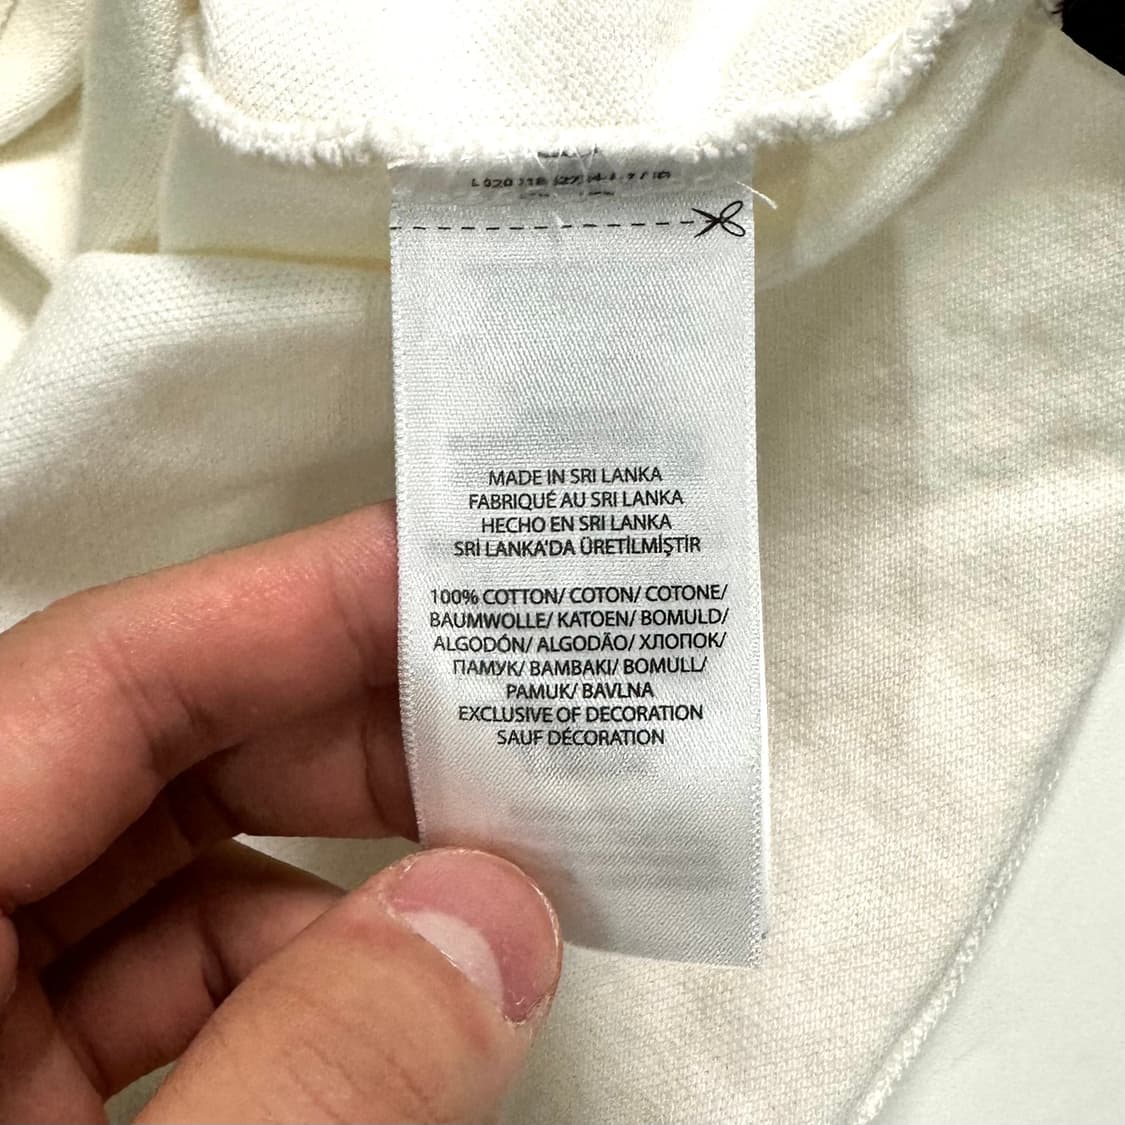 MADE IN SRI LANKA
FABRIQUÉ AU SRI LANKA
HECHO EN SRI LANKA
SRİ LANKA'DA ÜRETİLMİŞTİR
100% COTTON/ COTON/ COTONE/
BAUMWOLLE/ KATOEN/ BOMULD/
ALGODÓN/ ALGODÃO/ ХЛОПОК/
ПАМУК/ BAMBAKI/ BOMULL/
PAMUK/ BAVLNA
EXCLUSIVE OF DECORATION
SAUF DÉCORATION